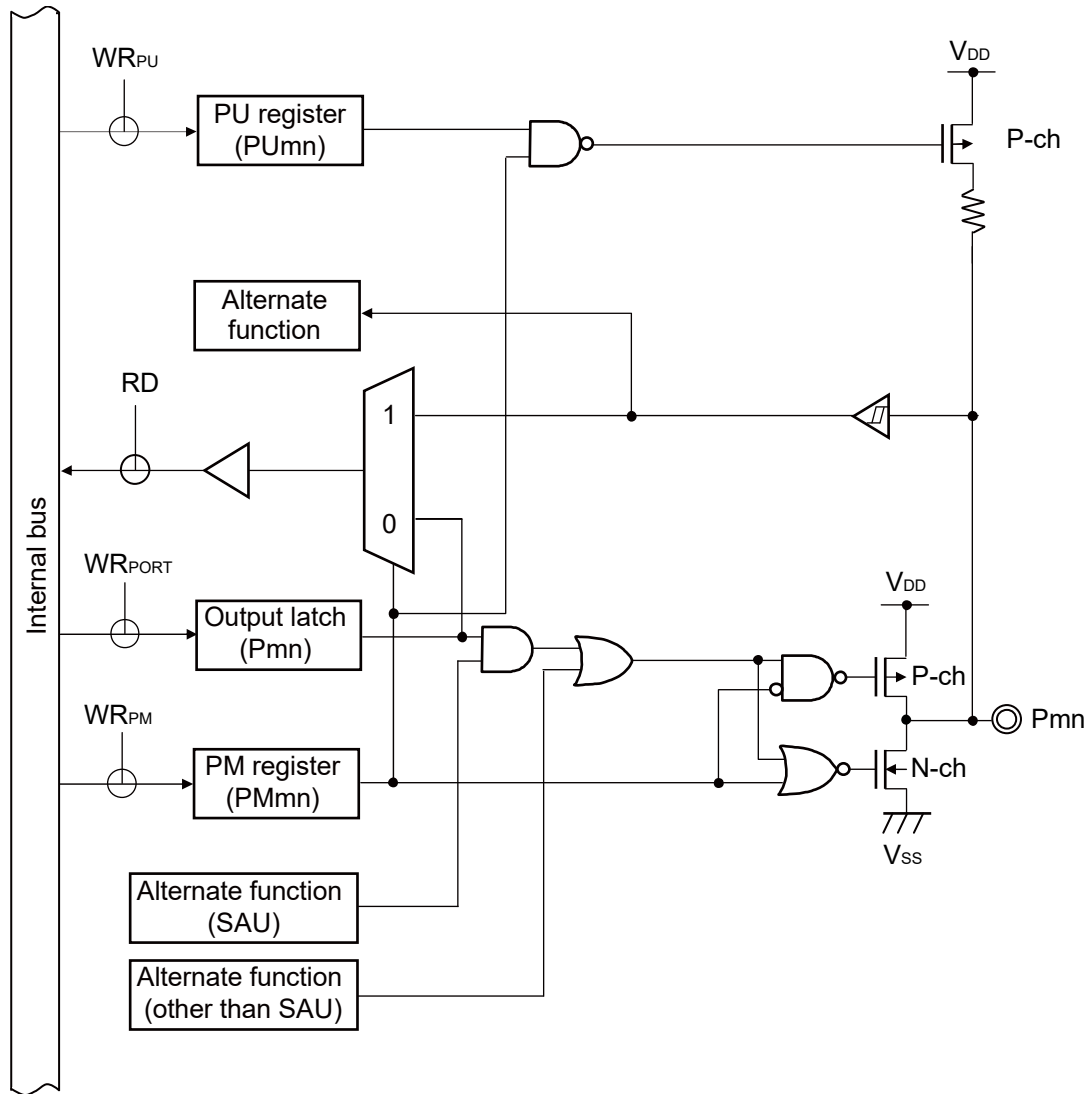 WRPU
PU register
(PUmn)
VDD
P-ch
Alternate
function
RD
1
0
Internal bus
WRPORT
Output latch
(Pmn)
VDD
P-ch
Pmn
WRPM
PM register
(PMmn)
N-ch
VSS
Alternate function
(SAU)
Alternate function
(other than SAU)